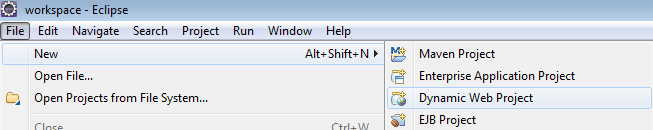 workspace - Eclipse
File Edit Navigate Search Project Run Window Help
New Alt+Shift+N
Open File...
Open Projects from File System...
Close Ctrl+W
Maven Project
Enterprise Application Project
Dynamic Web Project
EJB Project